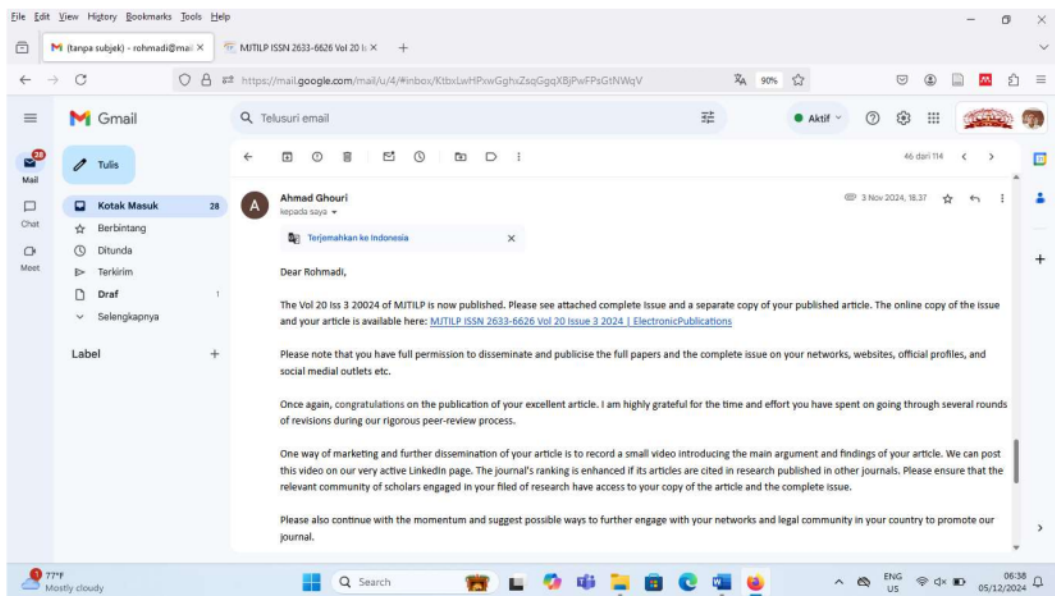 File Edit View History Bookmarks Tools Help
M (tanpa subjek) - rohmadi@mai ×
MJTILP ISSN 2633-6626 Vol 20 Is ×
https://mail.google.com/mail/u/4/#inbox/
90%
Gmail
Telusuri email
Aktif
28
Mail
Tulis
46 dari 114
Kotak Masuk 28
Ahmad Ghouri
3 Nov 2024, 18.37
kepada saya
Chat
Berbintang
Terjemahkan ke Indonesia ×
Ditunda
Meet
Terkirim
Dear Rohmadi,
Draf 1
Selengkapnya
The Vol 20 Iss 3 20024 of MJTILP is now published. Please see attached complete Issue and a separate copy of your published article. The online copy of the issue
and your article is available here: MJTILP ISSN 2633-6626 Vol 20 Issue 3 2024 | ElectronicPublications
Label +
Please note that you have full permission to disseminate and publicise the full papers and the complete issue on your networks, websites, official profiles, and
social medial outlets etc.
Once again, congratulations on the publication of your excellent article. I am highly grateful for the time and effort you have spent on going through several rounds
of revisions during our rigorous peer-review process.
One way of marketing and further dissemination of your article is to record a small video introducing the main argument and findings of your article. We can post
this video on our very active LinkedIn page. The journal's ranking is enhanced if its articles are cited in research published in other journals. Please ensure that the
relevant community of scholars engaged in your filed of research have access to your copy of the article and the complete issue.
Please also continue with the momentum and suggest possible ways to further engage with your networks and legal community in your country to promote our
journal.
77°F
Mostly cloudy
Search
ENG
US
06:38
05/12/2024